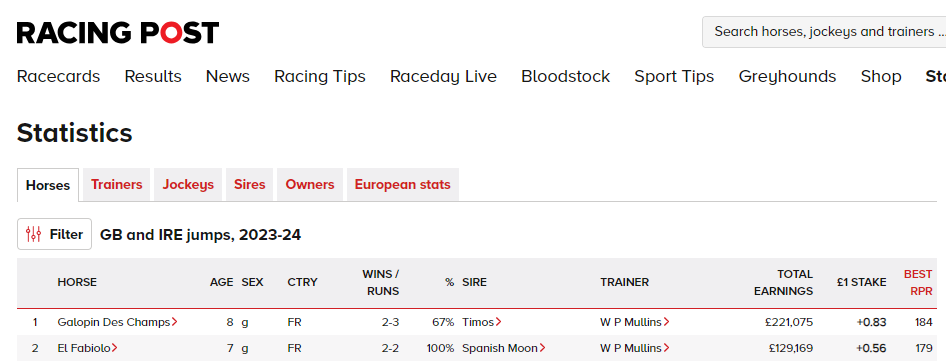 RACING POST
Search horses, jockeys and trainers ...
Racecards Results News Racing Tips Raceday Live Bloodstock Sport Tips Greyhounds Shop
Statistics
Horses Trainers Jockeys Sires Owners European stats
Filter GB and IRE jumps, 2023-24
HORSE AGE SEX CTRY WINS / RUNS % SIRE TRAINER TOTAL EARNINGS £1 STAKE BEST RPR
1 Galopin Des Champs 8 g FR 2-3 67% Timos W P Mullins £221,075 +0.83 184
2 El Fabiolo 7 g FR 2-2 100% Spanish Moon W P Mullins £129,169 +0.56 179